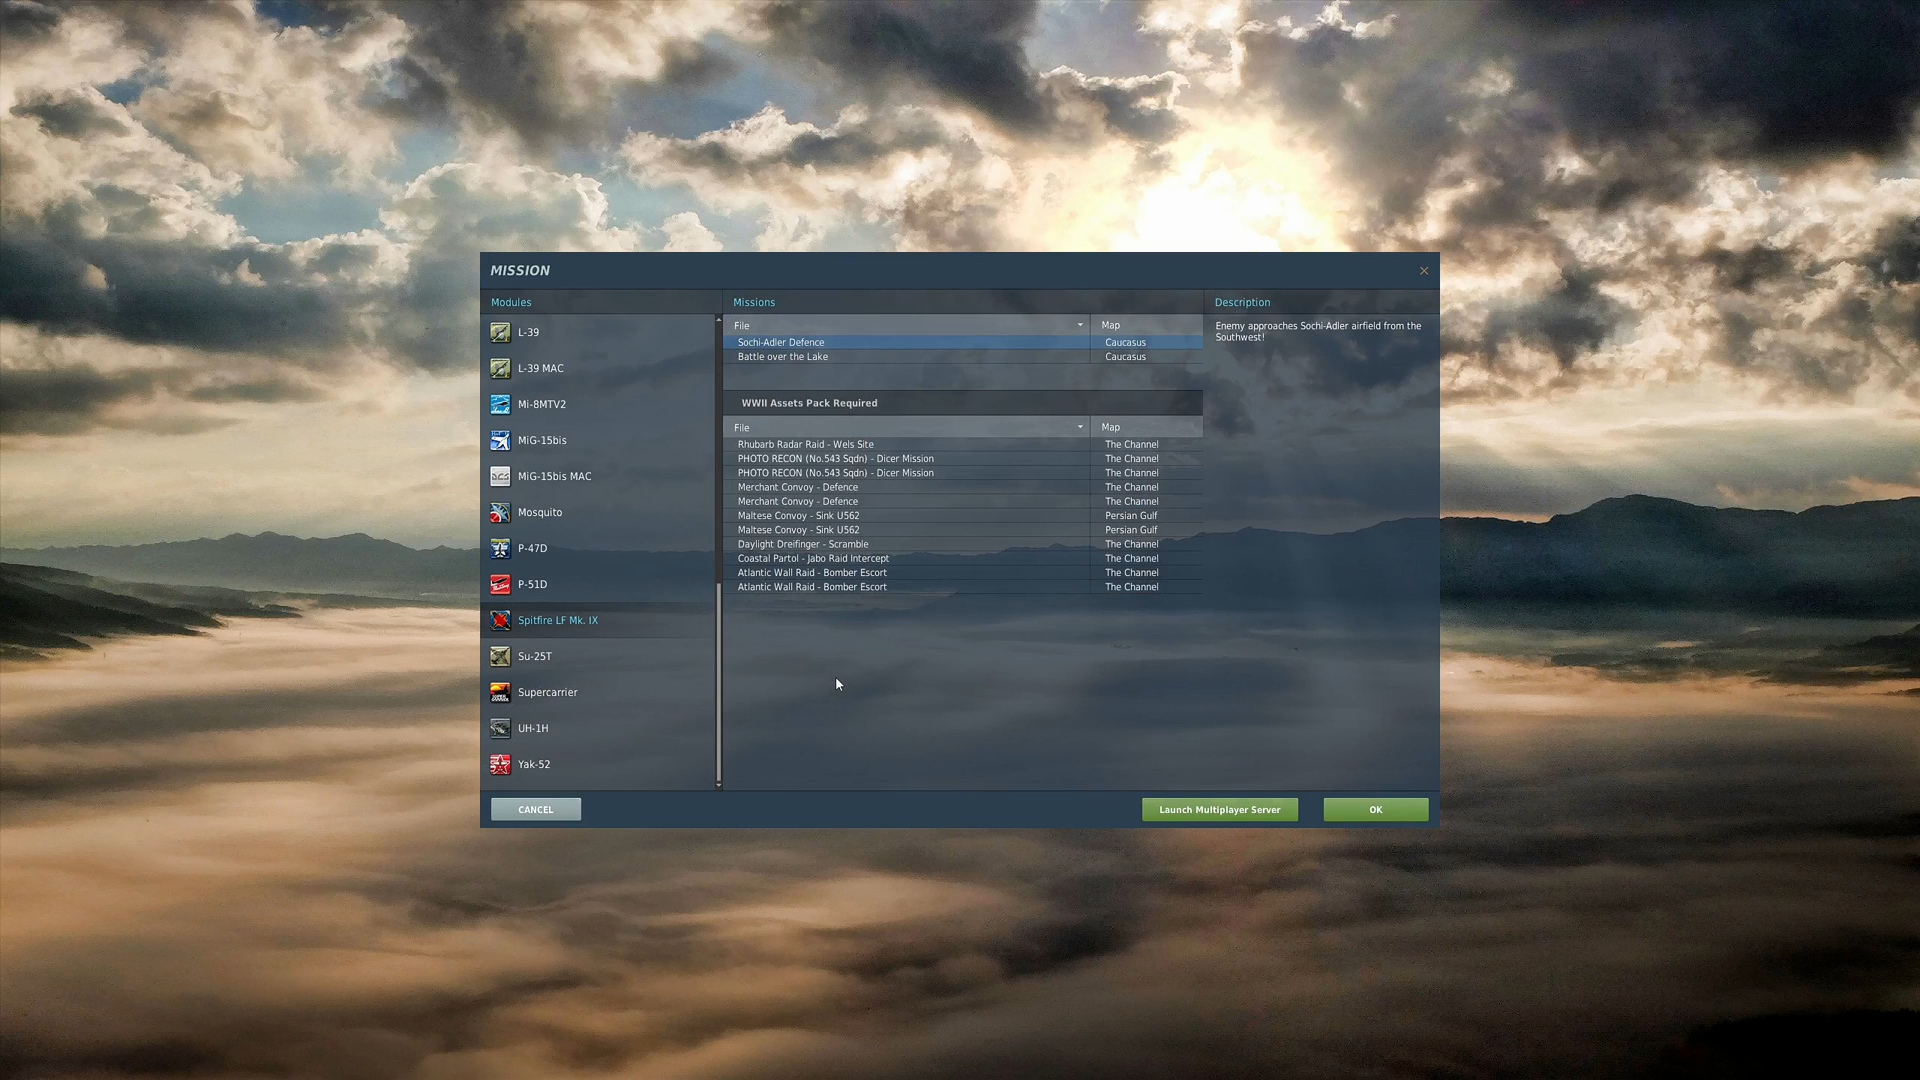 MISSION
Modules
Missions
Description
L-39
L-39 MAC
Mi-8MTV2
MiG-15bis
MiG-15bis MAC
Mosquito
P-47D
P-51D
Spitfire LF Mk. IX
Su-25T
Supercarrier
UH-1H
Yak-52
File Map
Sochi-Adler Defence Caucasus
Battle over the Lake Caucasus
WWII Assets Pack Required
File Map
Rhubarb Radar Raid - Wels Site The Channel
PHOTO RECON (No.543 Sqdn) - Dicer Mission The Channel
PHOTO RECON (No.543 Sqdn) - Dicer Mission The Channel
Merchant Convoy - Defence The Channel
Merchant Convoy - Defence The Channel
Maltese Convoy - Sink U562 Persian Gulf
Maltese Convoy - Sink U562 Persian Gulf
Daylight Dreifinger - Scramble The Channel
Coastal Partol - Jabo Raid Intercept The Channel
Atlantic Wall Raid - Bomber Escort The Channel
Atlantic Wall Raid - Bomber Escort The Channel
Enemy approaches Sochi-Adler airfield from the
Southwest!
CANCEL
Launch Multiplayer Server
OK